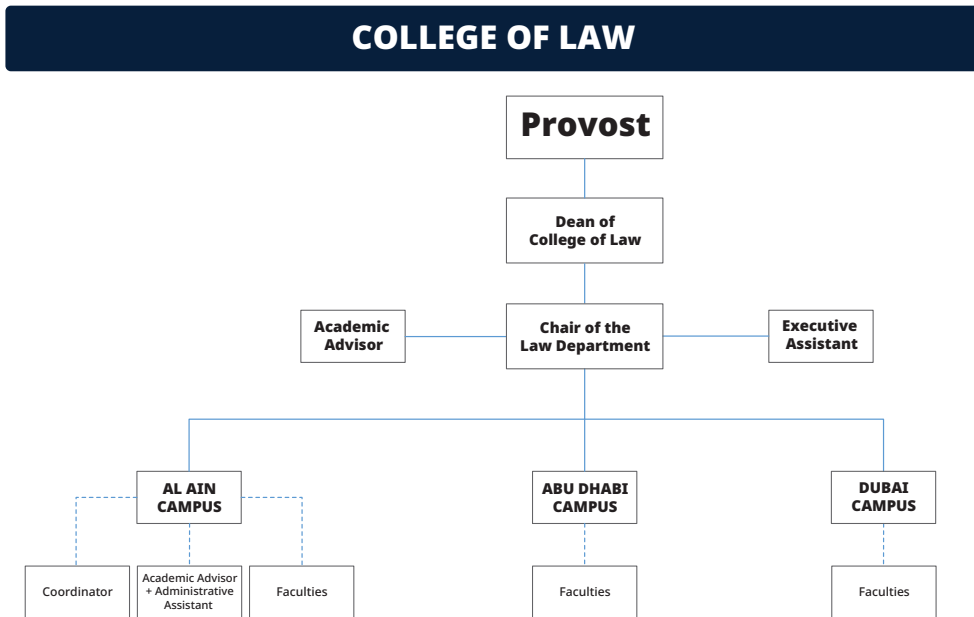 COLLEGE OF LAW
Provost
Dean of
College of Law
Academic
Advisor
Chair of the
Law Department
Executive
Assistant
AL AIN
CAMPUS
ABU DHABI
CAMPUS
DUBAI
CAMPUS
Coordinator
Academic Advisor
+ Administrative
Assistant
Faculties
Faculties
Faculties